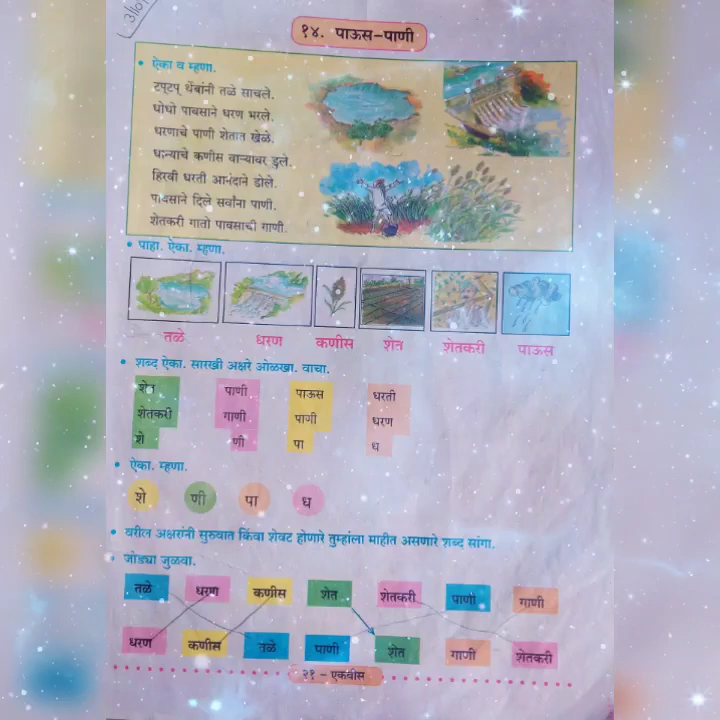 १४. पाऊस-पाणी
• ऐका व म्हणा.
टप्‌टप् थेंबांनी तळे साचले.
धोधो पावसाने धरण भरले.
धरणाचे पाणी शेतात खेळे.
धान्याचे कणीस वाऱ्यावर डुले.
हिरवी धरती आनंदाने डोले.
पावसाने दिले सर्वांना पाणी.
शेतकरी गातो पावसाची गाणी.
• पाहा. ऐका. म्हणा.
तळे धरण कणीस शेत शेतकरी पाऊस
• शब्द ऐका. सारखी अक्षरे ओळखा. वाचा.
शेत पाणी पाऊस धरती
शेतकरी गाणी पाणी धरण
शे णी पा ध
• ऐका. म्हणा.
शे णी पा ध
• वरील अक्षरांनी सुरुवात किंवा शेवट होणारे तुम्हांला माहीत असणारे शब्द सांगा.
• जोड्या जुळवा.
तळे धरण कणीस शेत शेतकरी पाणी गाणी
धरण कणीस तळे पाणी शेत गाणी शेतकरी
२१ - एकवीस